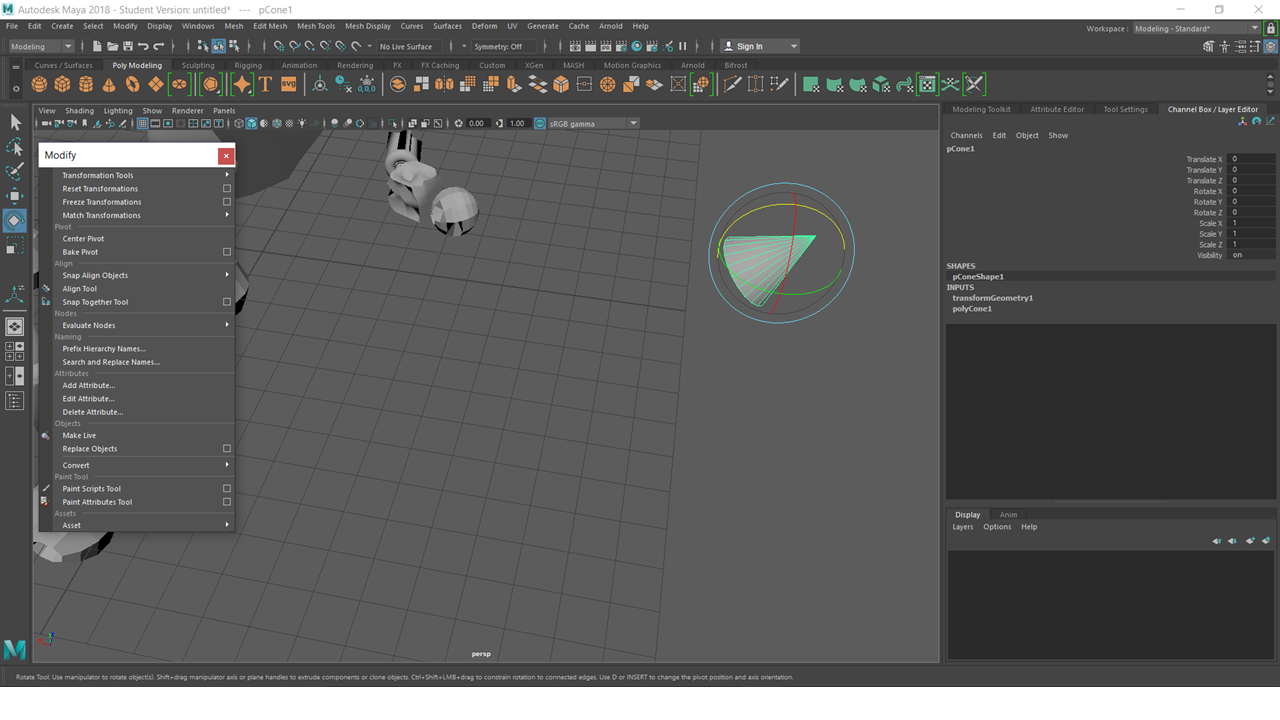 Autodesk Maya 2018 - Student Version: untitled*   ---   pCone1
File Edit Create Select Modify Display Windows Mesh Edit Mesh Mesh Tools Mesh Display Curves Surfaces Deform UV Generate Cache Arnold Help
Workspace : Modeling - Standard*
Modeling No Live Surface Symmetry: Off Sign In
Curves / Surfaces Poly Modeling Sculpting Rigging Animation Rendering FX FX Caching Custom XGen MASH Motion Graphics Arnold Bifrost
SVG
View Shading Lighting Show Renderer Panels
0.00 1.00 sRGB gamma
Modify
Transformation Tools
Reset Transformations
Freeze Transformations
Match Transformations
Pivot
Center Pivot
Bake Pivot
Align
Snap Align Objects
Align Tool
Snap Together Tool
Nodes
Evaluate Nodes
Naming
Prefix Hierarchy Names...
Search and Replace Names...
Attributes
Add Attribute...
Edit Attribute...
Delete Attribute...
Objects
Make Live
Replace Objects
Convert
Paint Tool
Paint Scripts Tool
Paint Attributes Tool
Assets
Asset
persp
Modeling Toolkit Attribute Editor Tool Settings Channel Box / Layer Editor
Channels Edit Object Show
pCone1
Translate X 0
Translate Y 0
Translate Z 0
Rotate X 0
Rotate Y 0
Rotate Z 0
Scale X 1
Scale Y 1
Scale Z 1
Visibility on
SHAPES
pConeShape1
INPUTS
transformGeometry1
polyCone1
Display Anim
Layers Options Help
Rotate Tool: Use manipulator to rotate object(s). Shift+drag manipulator axis or plane handles to extrude components or clone objects. Ctrl+Shift+LMB+drag to constrain rotation to connected edges. Use D or INSERT to change the pivot position and axis orientation.